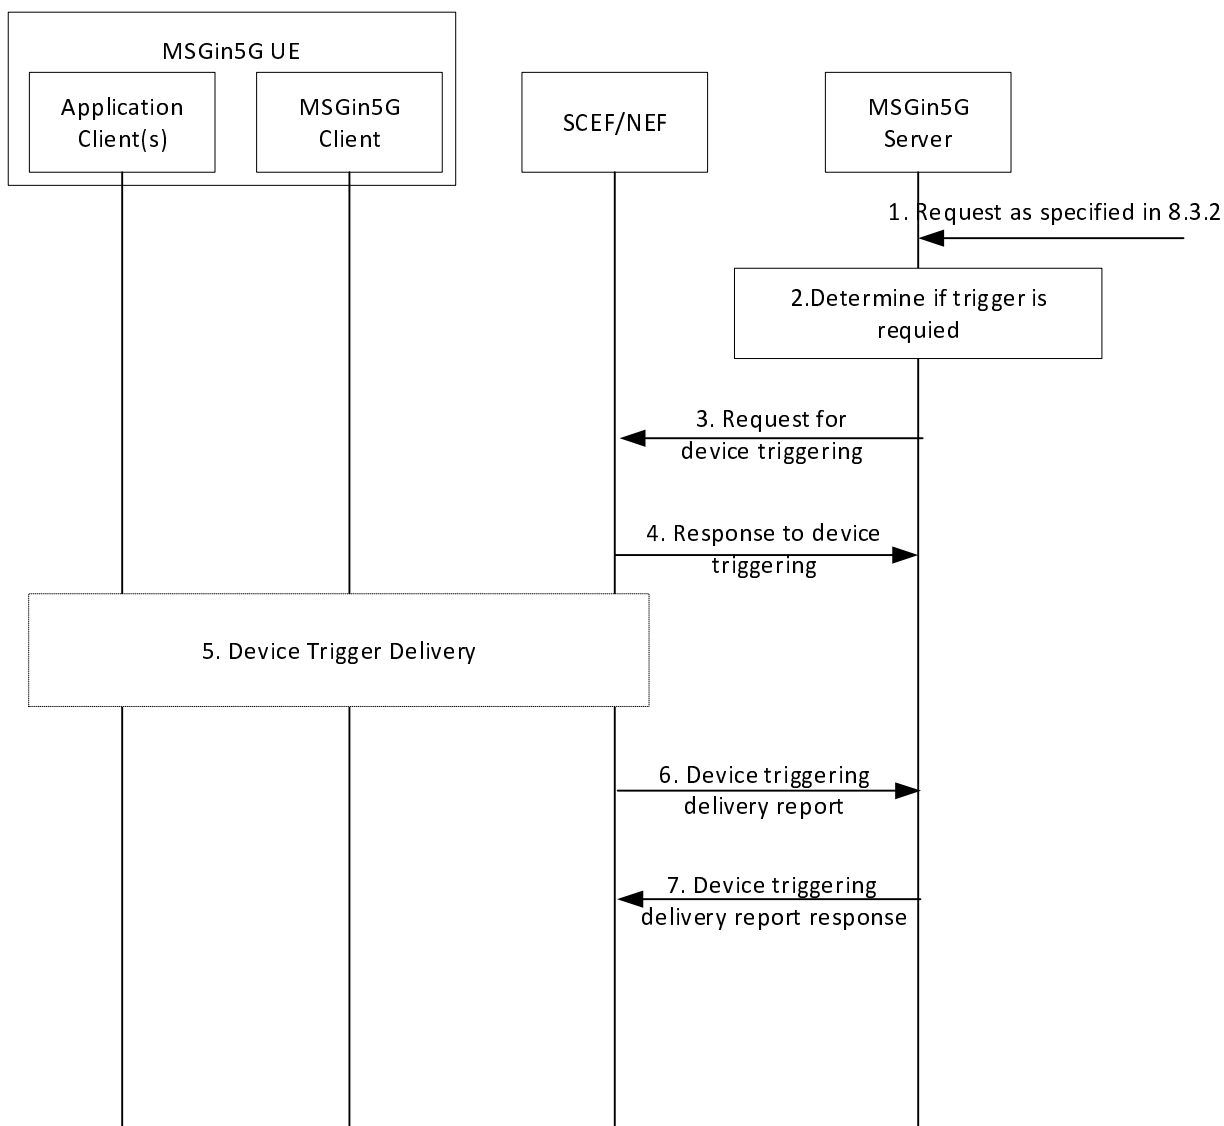 MSGin5G UE
Application
Client(s)
MSGin5G
Client
SCEF/NEF
MSGin5G
Server
1. Request as specified in 8.3.2
2.Determine if trigger is
requied
3. Request for
device triggering
4. Response to device
triggering
5. Device Trigger Delivery
6. Device triggering
delivery report
7. Device triggering
delivery report response